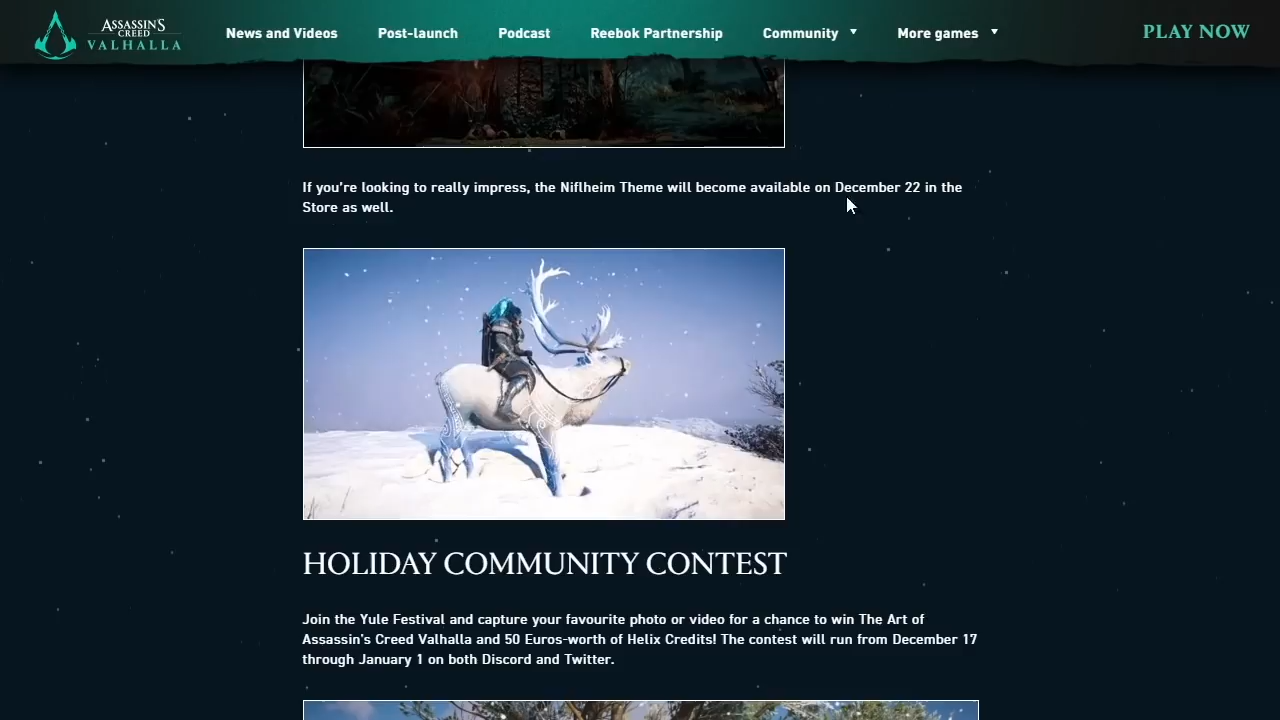 ASSASSIN'S
CREED
VALHALLA
News and Videos
Post-launch
Podcast
Reebok Partnership
Community
More games
PLAY NOW
If you're looking to really impress, the Niflheim Theme will become available on December 22 in the
Store as well.
HOLIDAY COMMUNITY CONTEST
Join the Yule Festival and capture your favourite photo or video for a chance to win The Art of
Assassin's Creed Valhalla and 50 Euros-worth of Helix Credits! The contest will run from December 17
through January 1 on both Discord and Twitter.